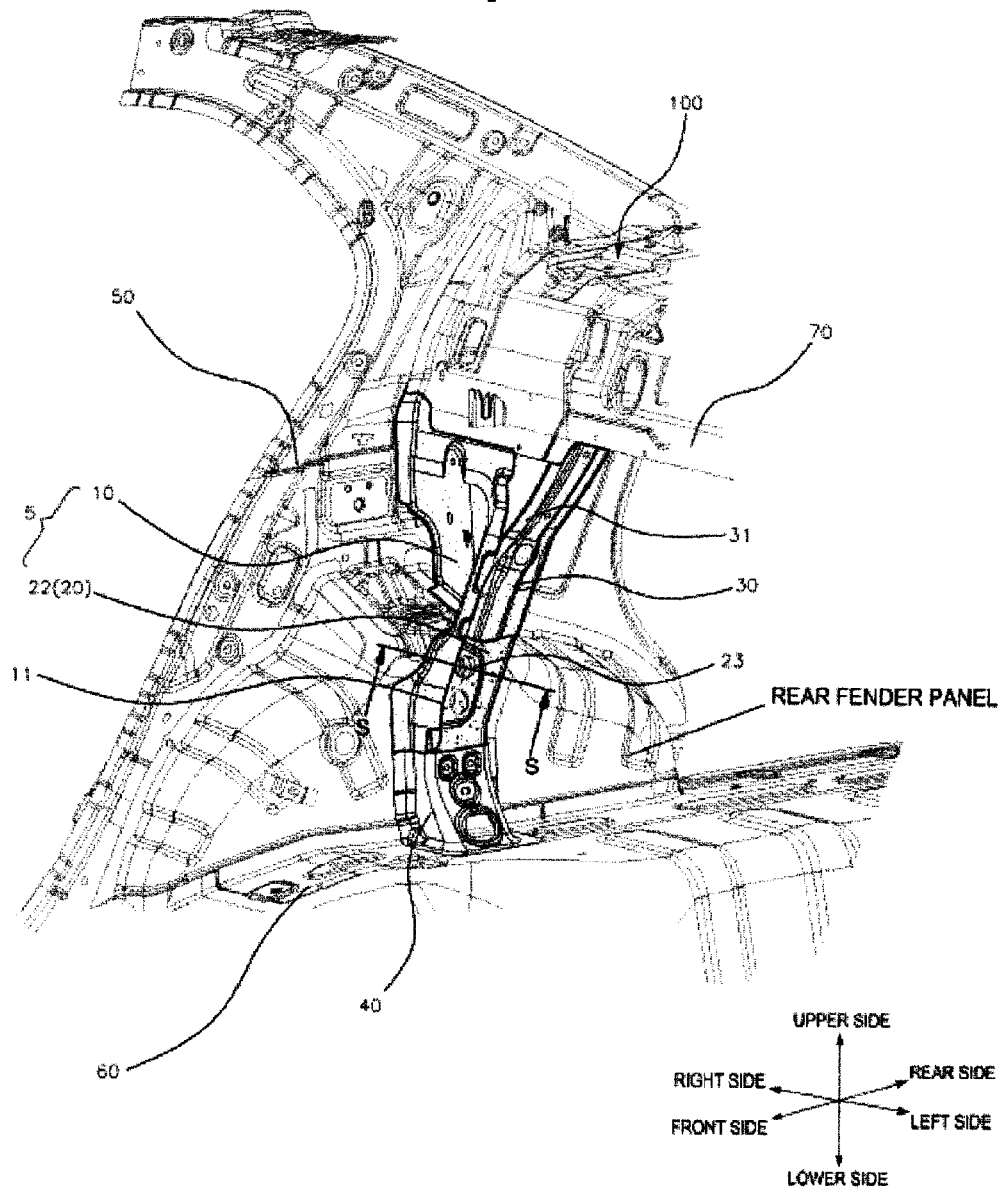 100
50
70
5
10
31
22(20)
30
11
23
REAR FENDER PANEL
S
S
40
60
UPPER SIDE
RIGHT SIDE
REAR SIDE
FRONT SIDE
LEFT SIDE
LOWER SIDE